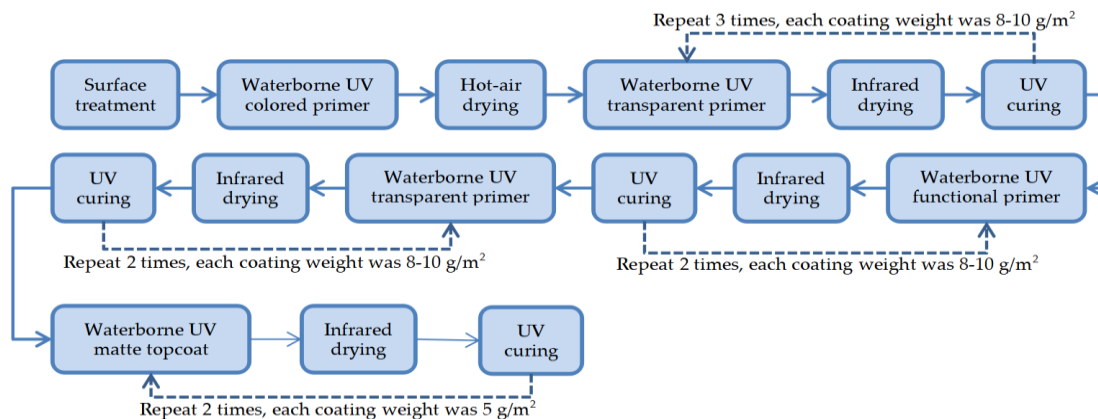 Repeat 3 times, each coating weight was 8-10 g/m²
Surface
treatment
Waterborne UV
colored primer
Hot-air
drying
Waterborne UV
transparent primer
Infrared
drying
UV
curing
UV
curing
Infrared
drying
Waterborne UV
transparent primer
UV
curing
Infrared
drying
Waterborne UV
functional primer
Repeat 2 times, each coating weight was 8-10 g/m²
Repeat 2 times, each coating weight was 8-10 g/m²
Waterborne UV
matte topcoat
Infrared
drying
UV
curing
Repeat 2 times, each coating weight was 5 g/m²